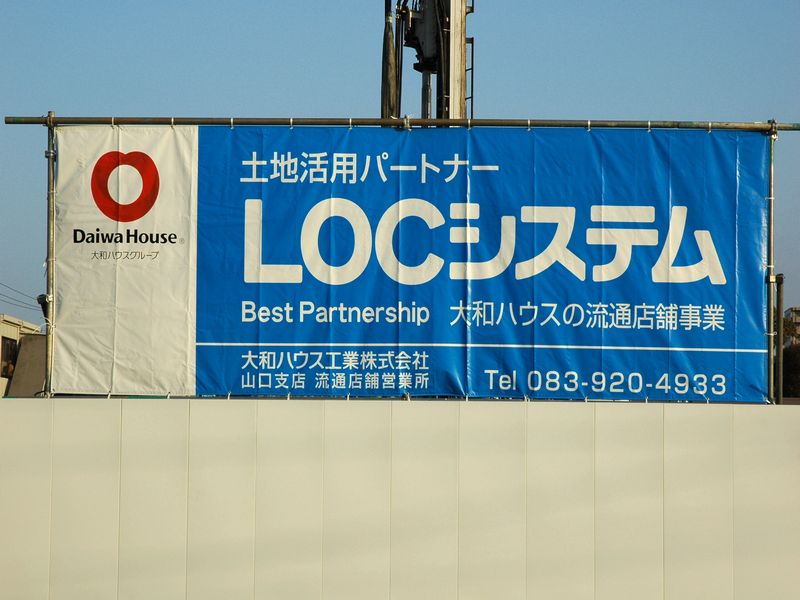 Daiwa House®
大和ハウスグループ
土地活用パートナー
LOCシステム
Best Partnership 大和ハウスの流通店舗事業
大和ハウス工業株式会社
山口支店 流通店舗営業所
Tel 083-920-4933